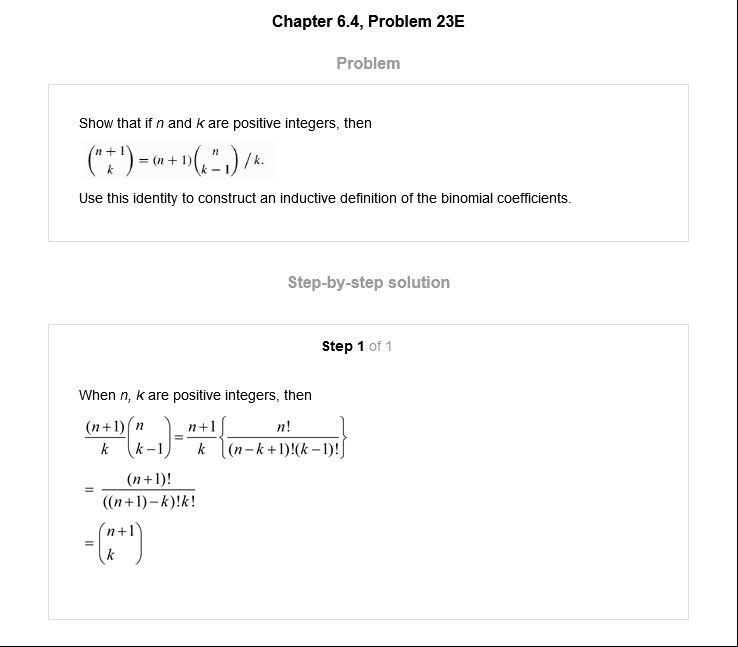 Chapter 6.4, Problem 23E
Problem
Show that if n and k are positive integers, then
$\binom{n+1}{k} = (n+1)\binom{n}{k-1}/k.$
Use this identity to construct an inductive definition of the binomial coefficients.
Step-by-step solution
Step 1 of 1
When n, k are positive integers, then
$\frac{(n+1)}{k}\binom{n}{k-1} = \frac{n+1}{k}\left\{\frac{n!}{(n-k+1)!(k-1)!}\right\}$
$= \frac{(n+1)!}{((n+1)-k)!k!}$
$= \binom{n+1}{k}$